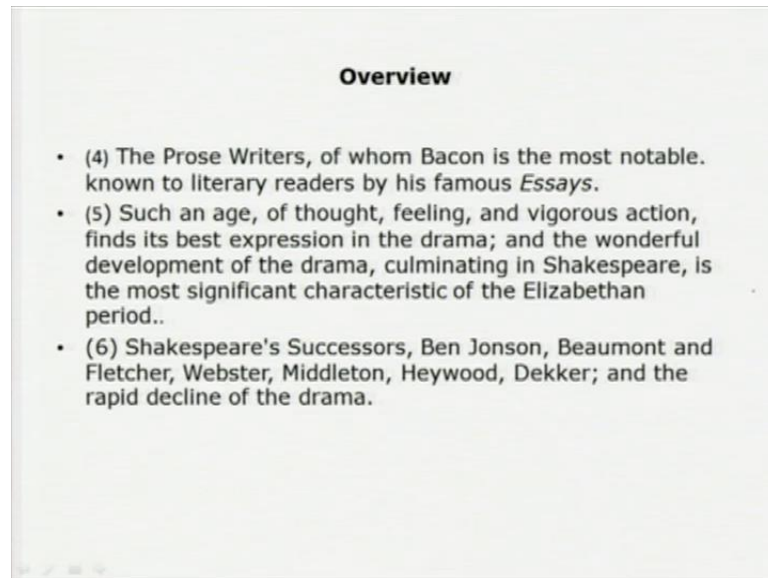 Overview
• (4) The Prose Writers, of whom Bacon is the most notable.
known to literary readers by his famous Essays.
• (5) Such an age, of thought, feeling, and vigorous action,
finds its best expression in the drama; and the wonderful
development of the drama, culminating in Shakespeare, is
the most significant characteristic of the Elizabethan
period..
• (6) Shakespeare's Successors, Ben Jonson, Beaumont and
Fletcher, Webster, Middleton, Heywood, Dekker; and the
rapid decline of the drama.